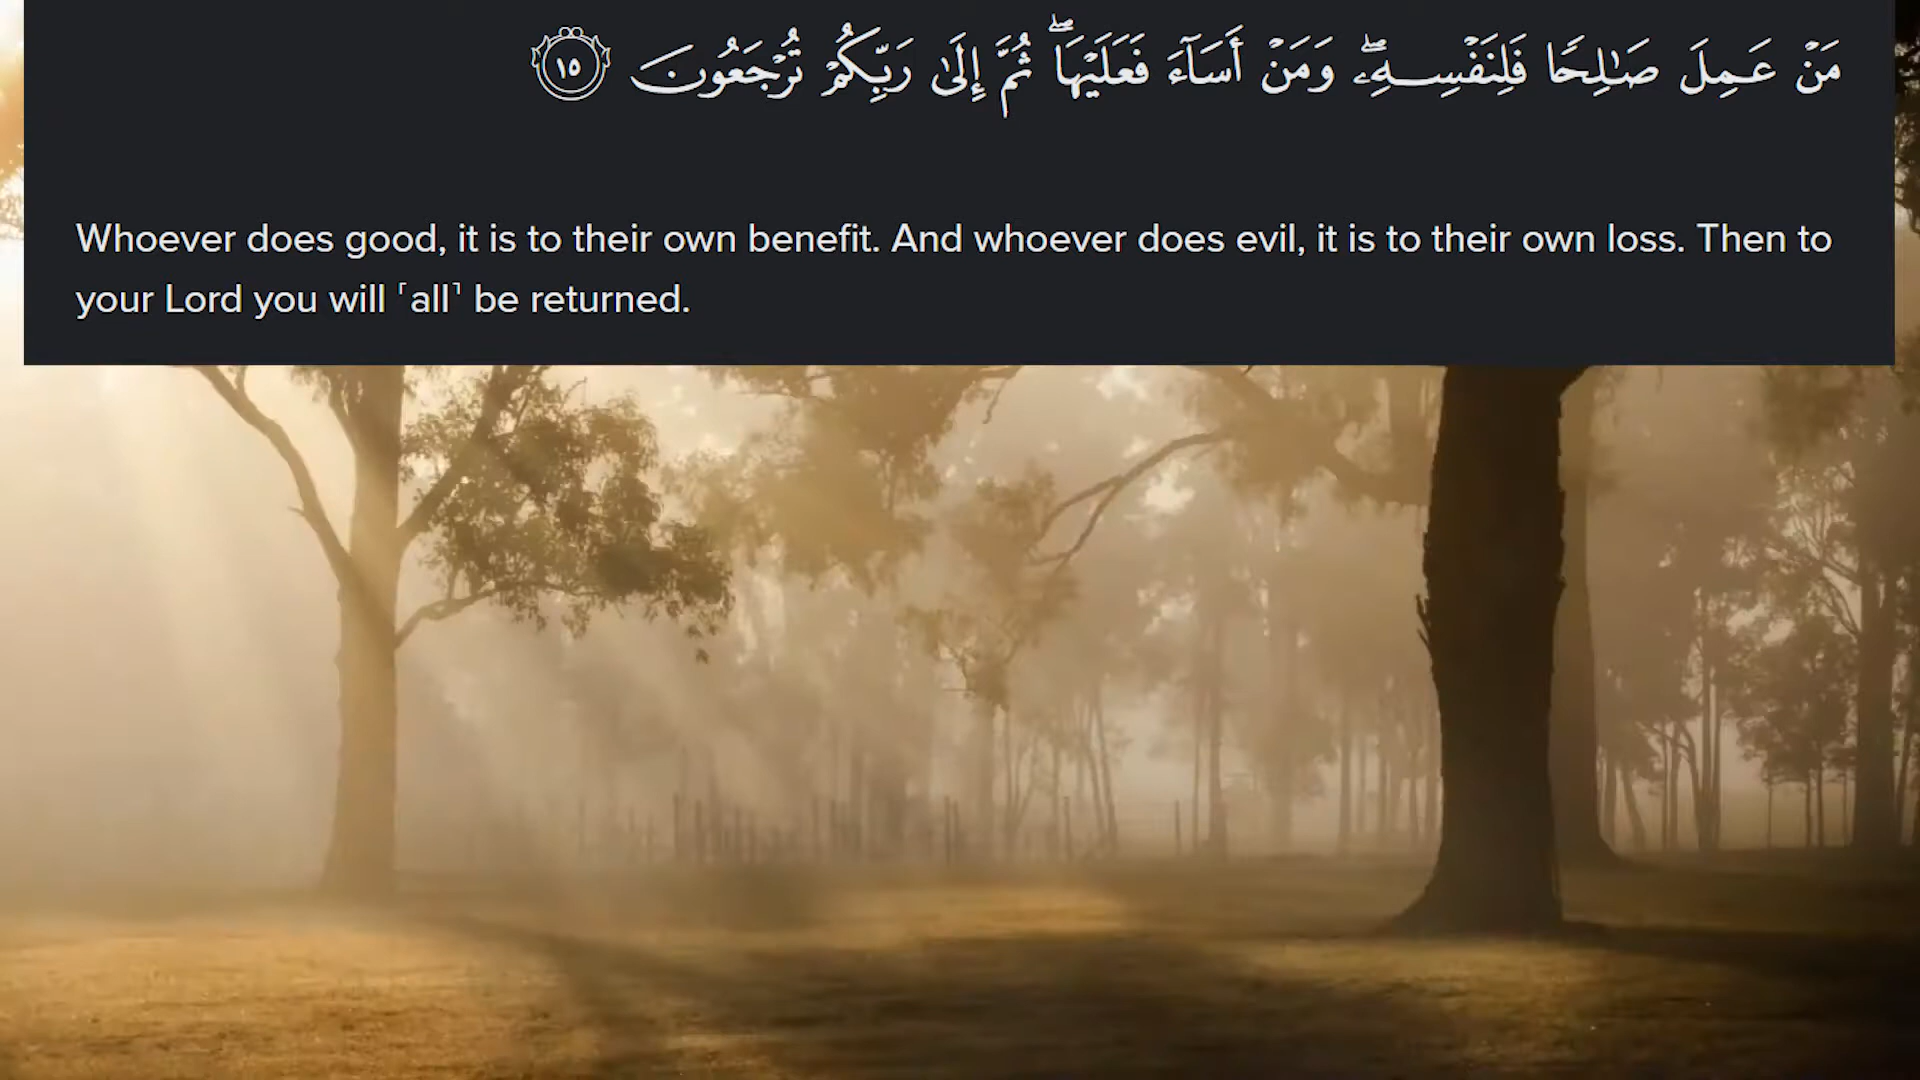 مَنْ عَمِلَ صَـٰلِحًا فَلِنَفْسِهِۦ ۖ وَمَنْ أَسَآءَ فَعَلَيْهَا ۖ ثُمَّ إِلَىٰ رَبِّكُمْ تُرْجَعُونَ ١٥
Whoever does good, it is to their own benefit. And whoever does evil, it is to their own loss. Then to
your Lord you will ˹all˺ be returned.